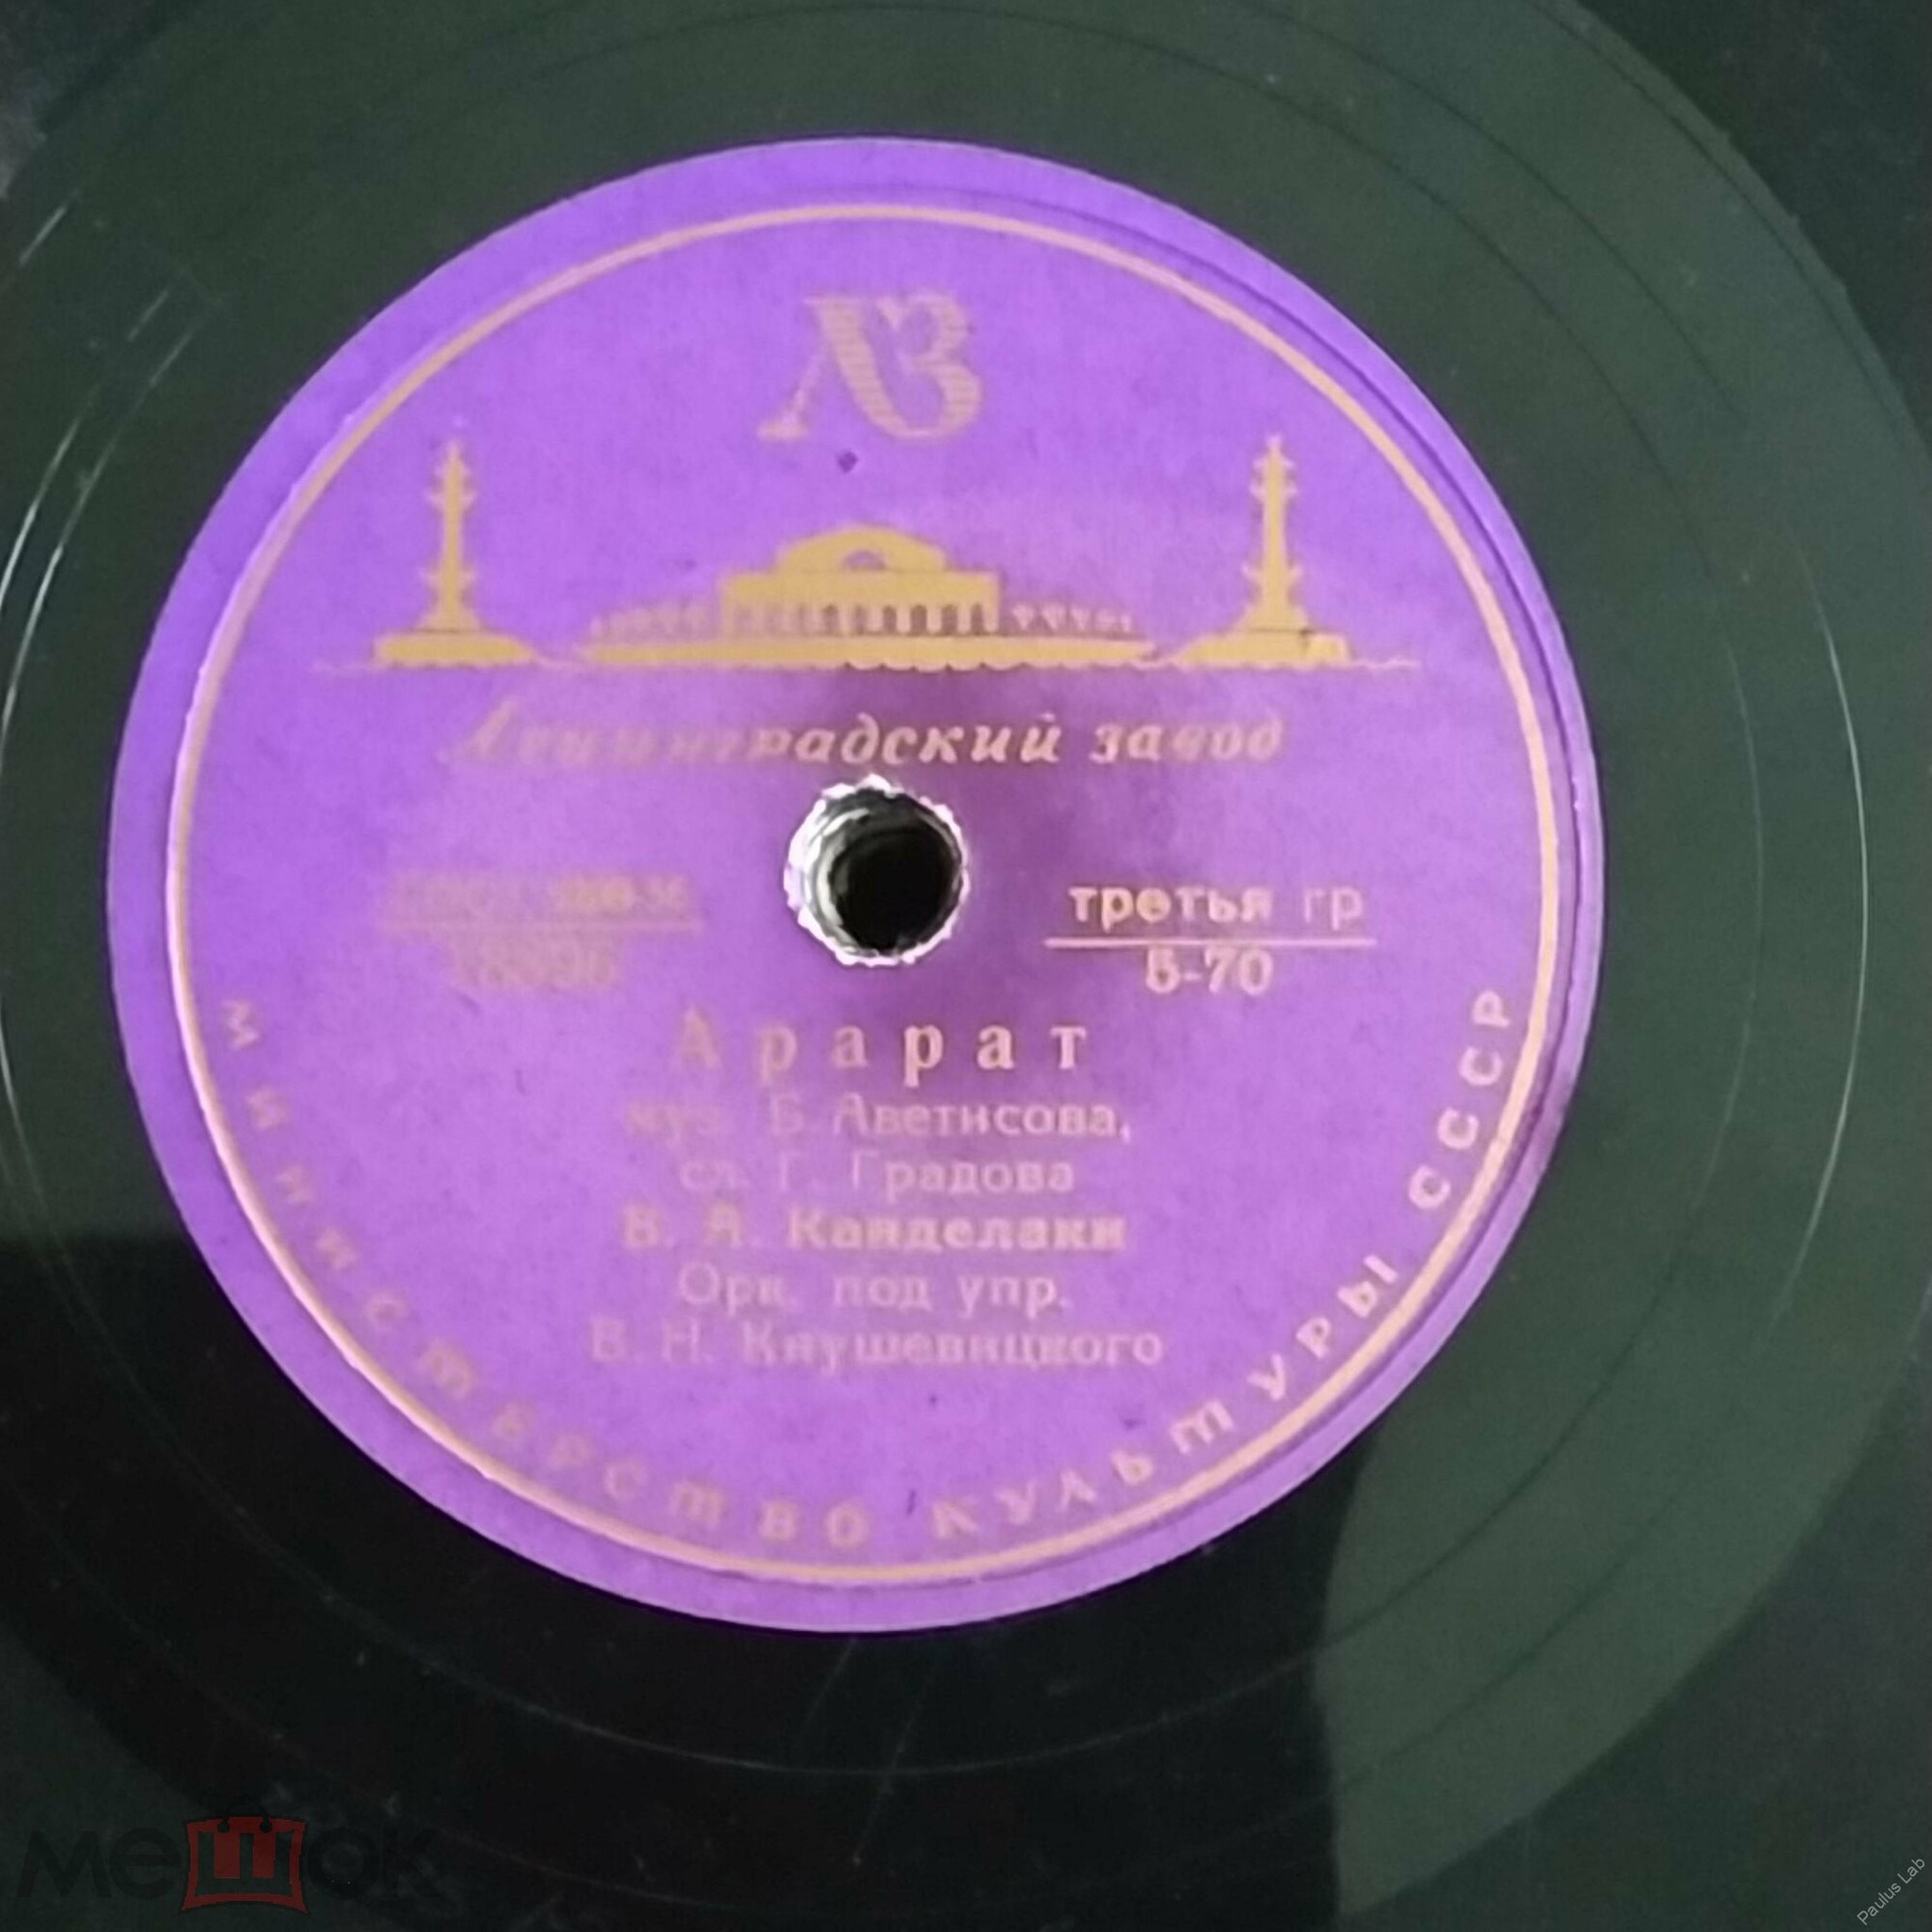 ЛЗ
Ленинградский завод
третья гр
5-70
Арарат
муз. Б. Аветисова,
сл. Г. Градова
В. А. Канделаки
Орк. под упр.
В. Н. Кнушевицкого
МИНИСТЕРСТВО КУЛЬТУРЫ СССР
мешок
Paulus Lab